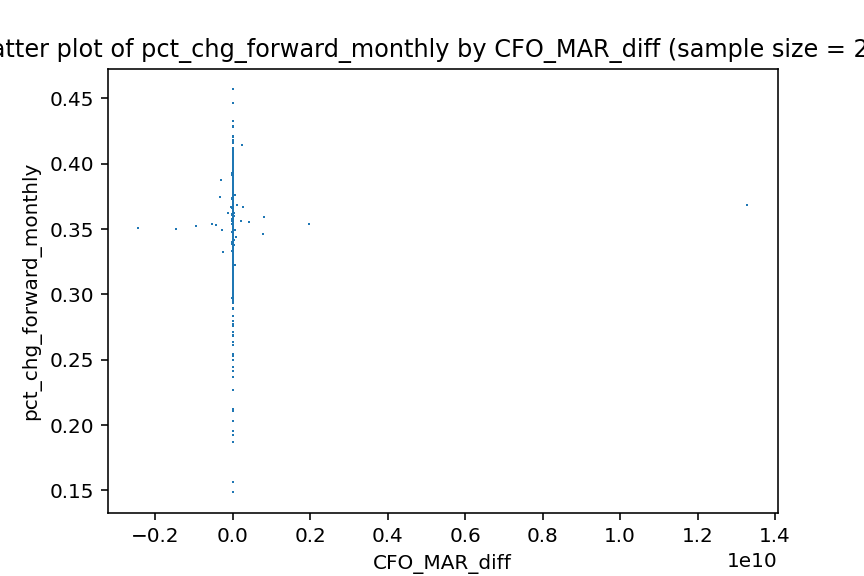 atter plot of pct_chg_forward_monthly by CFO_MAR_diff (sample size = 2
0.45
0.40
0.35
0.30
0.25
0.20
0.15
pct_chg_forward_monthly
−0.2 0.0 0.2 0.4 0.6 0.8 1.0 1.2 1.4
1e10
CFO_MAR_diff